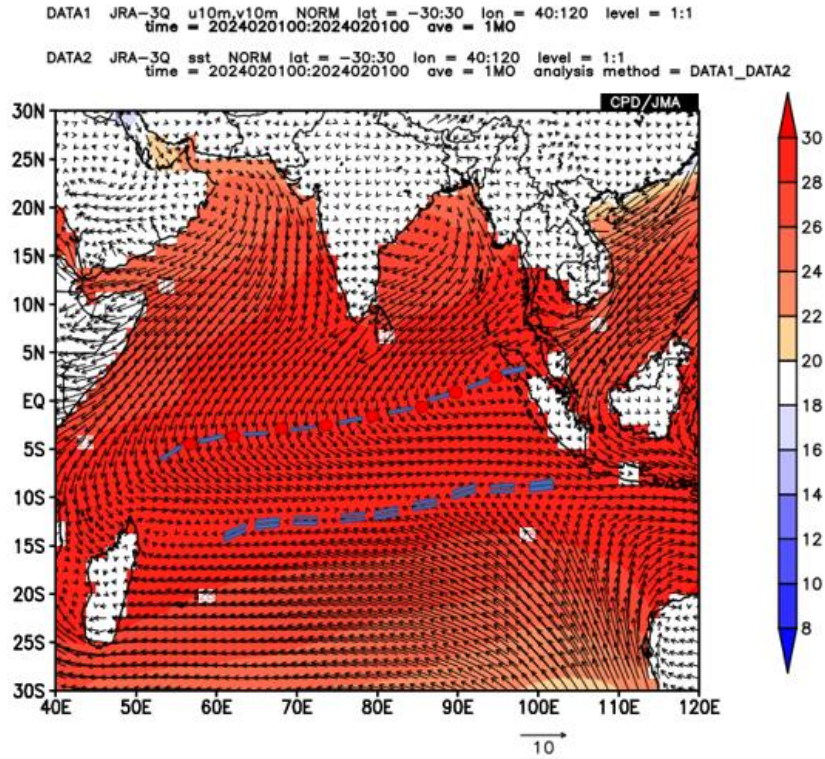 DATA1 JRA-3Q u10m,v10m NORM lat = -30:30 lon = 40:120 level = 1:1
time = 2024020100:2024020100 ave = 1MO
DATA2 JRA-3Q sst NORM lat = -30:30 lon = 40:120 level = 1:1
time = 2024020100:2024020100 ave = 1MO analysis method = DATA1_DATA2
CPD/JMA
30N
25N
20N
15N
10N
5N
EQ
5S
10S
15S
20S
25S
30S
40E 50E 60E 70E 80E 90E 100E 110E 120E
10
30
28
26
24
22
20
18
16
14
12
10
8